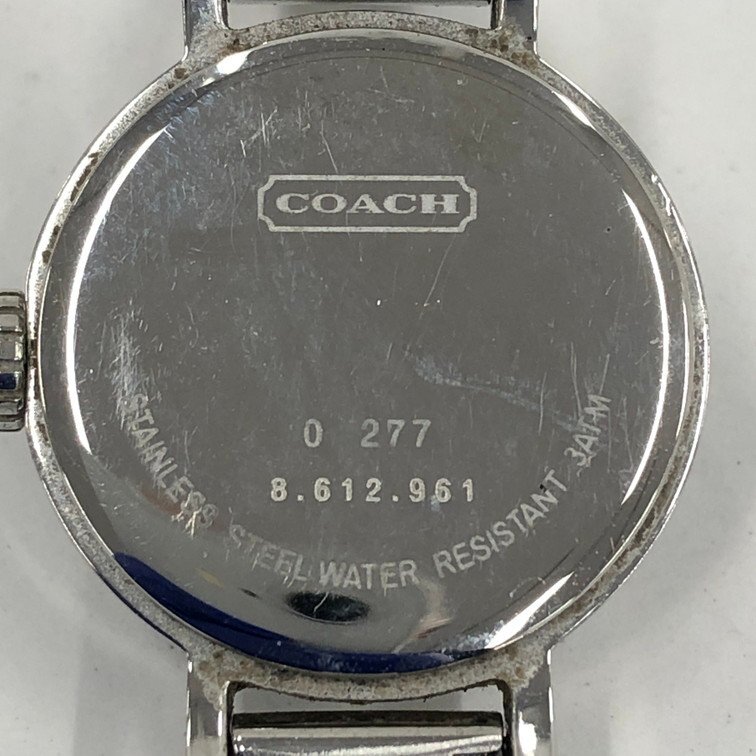 COACH
0 277
8.612.961
STAINLESS STEEL WATER RESISTANT 3ATM